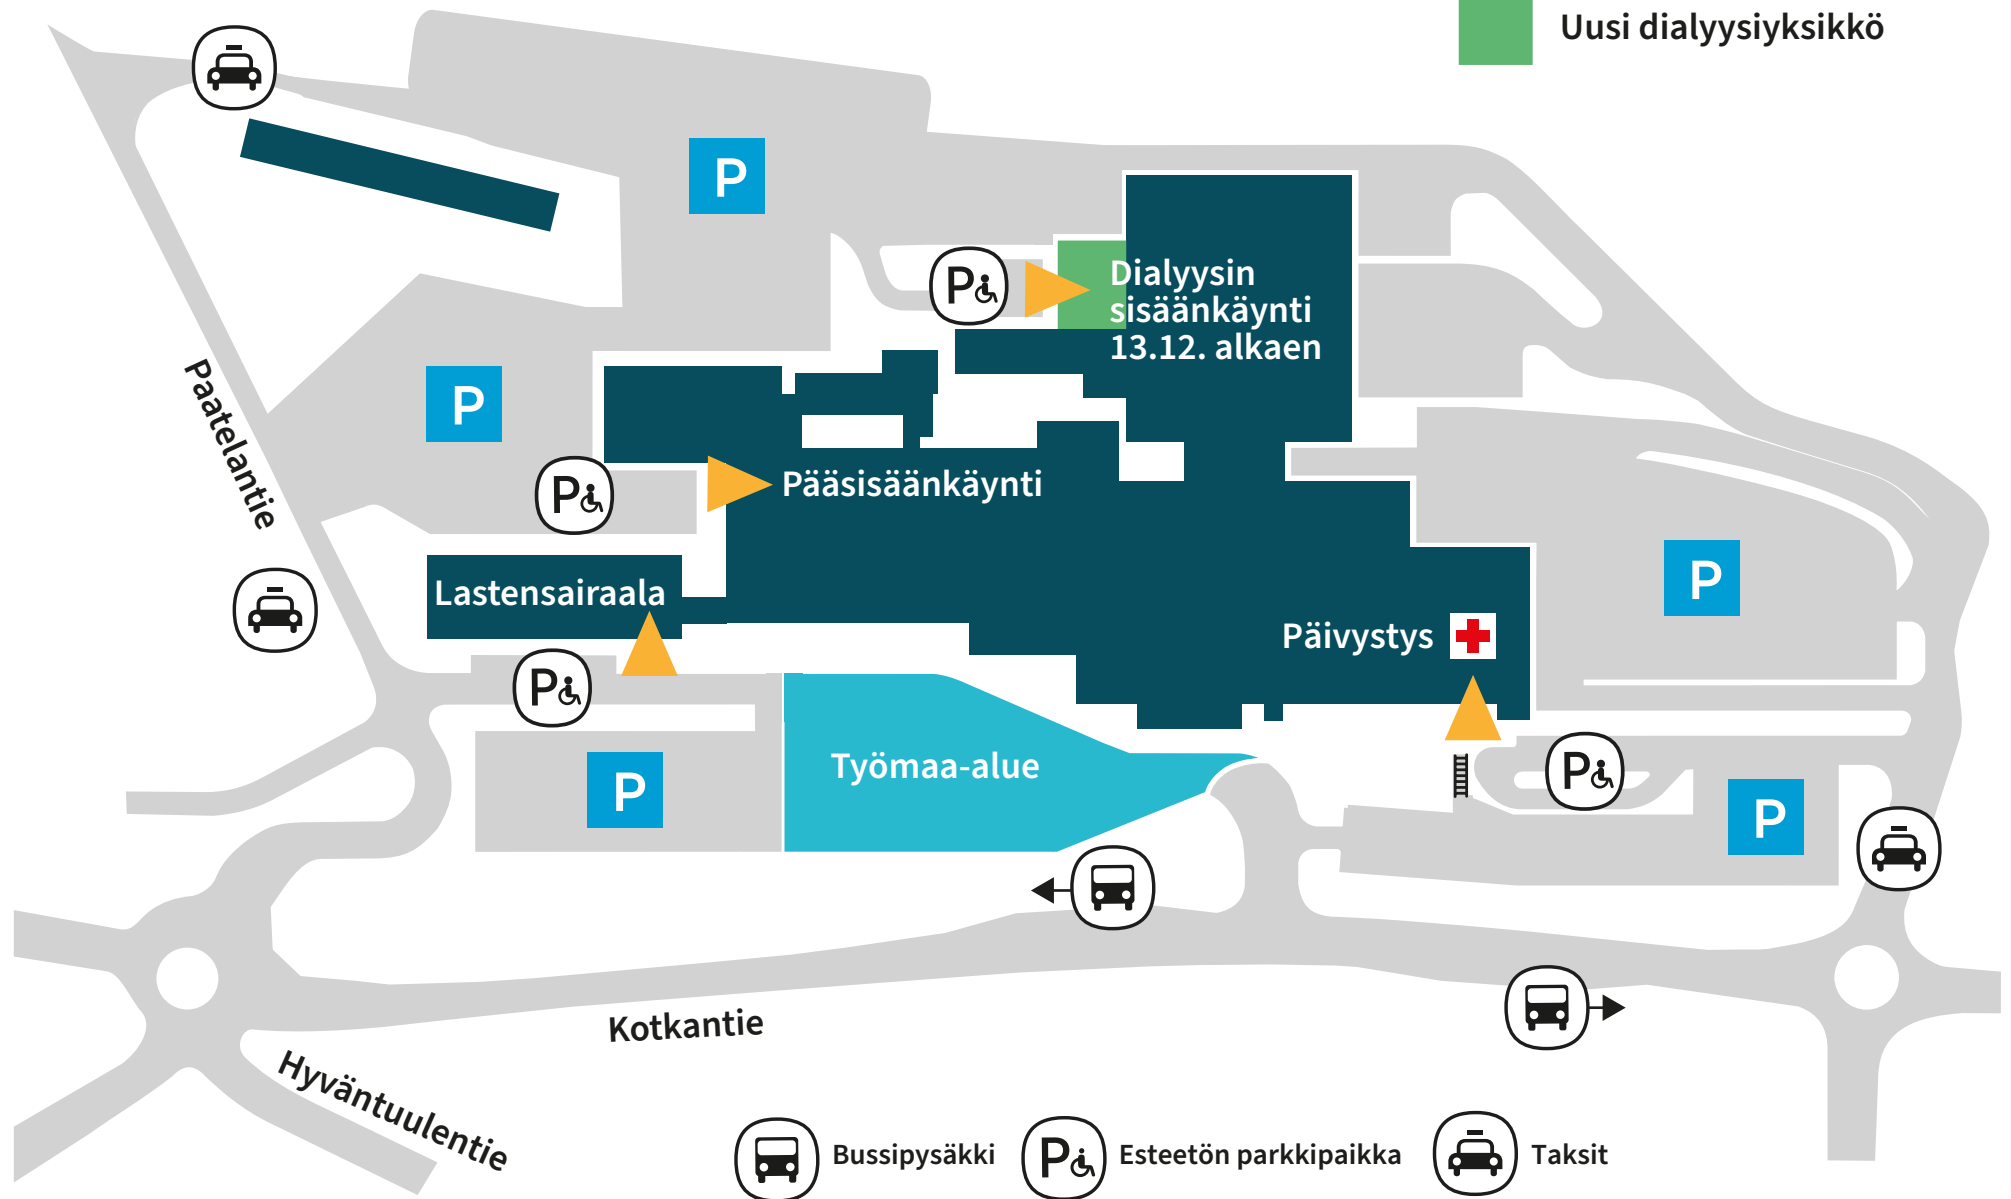 Uusi dialyysiyksikkö
P
P
Dialyysin
sisäänkäynti
13.12. alkaen
Paatelantie
P
P
Pääsisäänkäynti
P
Lastensairaala
Päivystys
P
P
Työmaa-alue
P
P
P
Kotkantie
Hyväntuulentie
Bussipysäkki
P
Esteetön parkkipaikka
Taksit